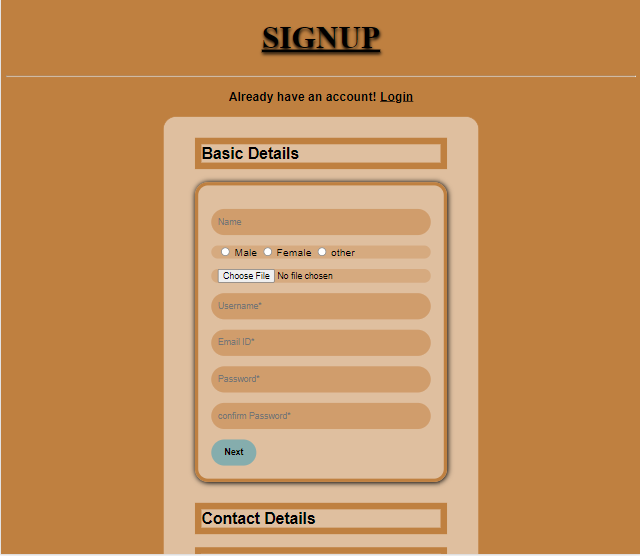 SIGNUP
Already have an account! Login
Basic Details
Name
Male Female other
Choose File No file chosen
Username*
Email ID*
Password*
confirm Password*
Next
Contact Details